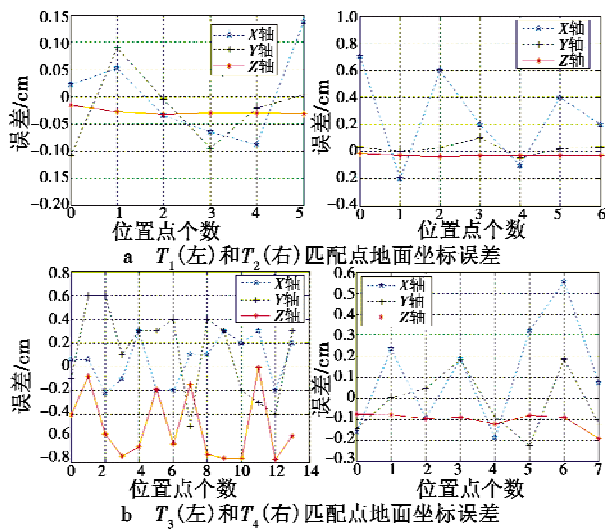 0.15
0.10
0.05
0
-0.05
-0.10
0.15
0.20
误差/cm
X轴
Y轴
Z轴
0 1 2 3 4 5
位置点个数
1.0
0.8
0.6
0.4
0.2
0
-0.2
0.4
误差/cm
X轴
Y轴
Z轴
0 1 2 3 4 5 6
位置点个数
a T1(左)和T2(右)匹配点地面坐标误差
0.8
0.6
0.4
0.2
0
-0.2
-0.4
0.6
-0.8
误差/cm
X轴
Y轴
Z轴
0 2 4 6 8 10 12 14
位置点个数
0.6
0.5
0.4
0.3
0.2
0.1
0
-0.1
-0.2
-0.3
误差/cm
X轴
Y轴
Z轴
0 1 2 3 4 5 6 7
位置点个数
b T3(左)和T4(右)匹配点地面坐标误差